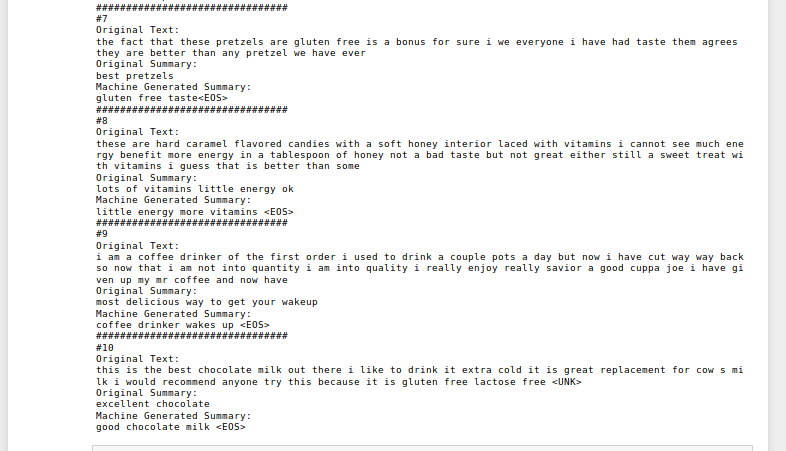 ################################
#7
Original Text:
the fact that these pretzels are gluten free is a bonus for sure i we everyone i have had taste them agrees
they are better than any pretzel we have ever
Original Summary:
best pretzels
Machine Generated Summary:
gluten free taste<EOS>
################################
#8
Original Text:
these are hard caramel flavored candies with a soft honey interior laced with vitamins i cannot see much ene
rgy benefit more energy in a tablespoon of honey not a bad taste but not great either still a sweet treat wi
th vitamins i guess that is better than some
Original Summary:
lots of vitamins little energy ok
Machine Generated Summary:
little energy more vitamins <EOS>
################################
#9
Original Text:
i am a coffee drinker of the first order i used to drink a couple pots a day but now i have cut way way back
so now that i am not into quantity i am into quality i really enjoy really savior a good cuppa joe i have gi
ven up my mr coffee and now have
Original Summary:
most delicious way to get your wakeup
Machine Generated Summary:
coffee drinker wakes up <EOS>
################################
#10
Original Text:
this is the best chocolate milk out there i like to drink it extra cold it is great replacement for cow s mi
lk i would recommend anyone try this because it is gluten free lactose free <UNK>
Original Summary:
excellent chocolate
Machine Generated Summary:
good chocolate milk <EOS>